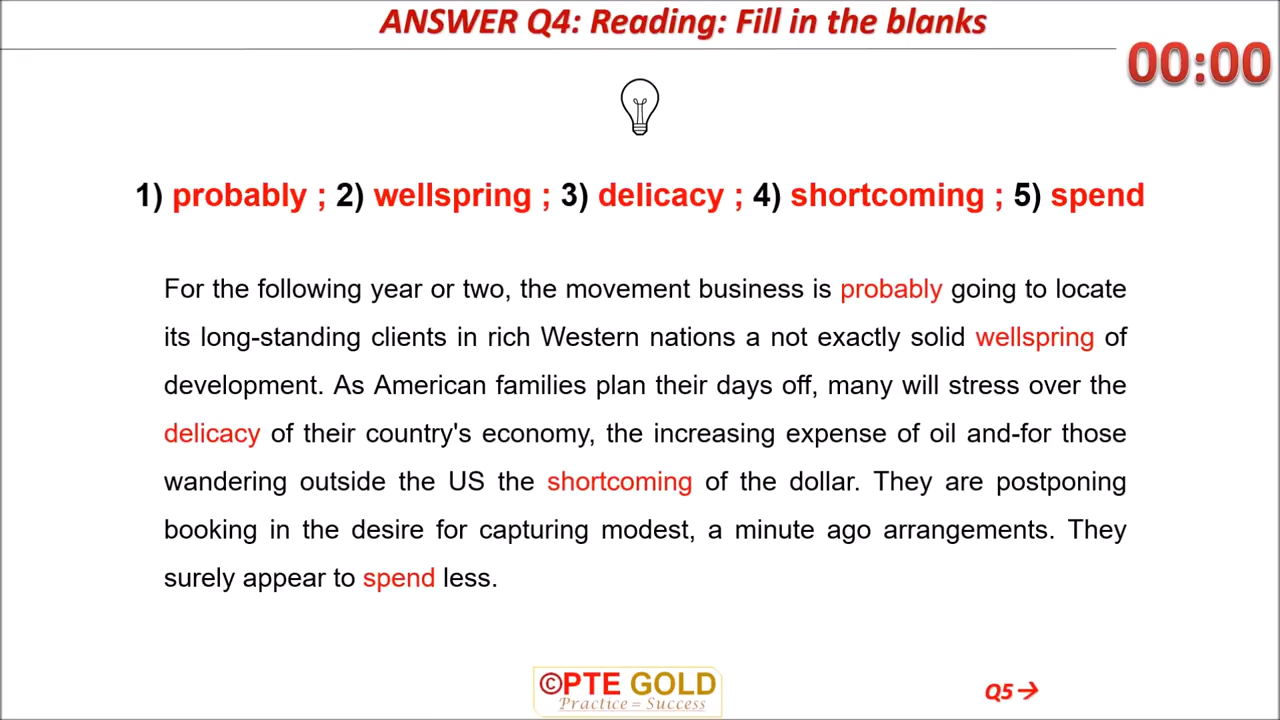 ANSWER Q4: Reading: Fill in the blanks
00:00
1) probably ; 2) wellspring ; 3) delicacy ; 4) shortcoming ; 5) spend
For the following year or two, the movement business is probably going to locate
its long-standing clients in rich Western nations a not exactly solid wellspring of
development. As American families plan their days off, many will stress over the
delicacy of their country's economy, the increasing expense of oil and-for those
wandering outside the US the shortcoming of the dollar. They are postponing
booking in the desire for capturing modest, a minute ago arrangements. They
surely appear to spend less.
©PTE GOLD
Practice = Success
Q5→